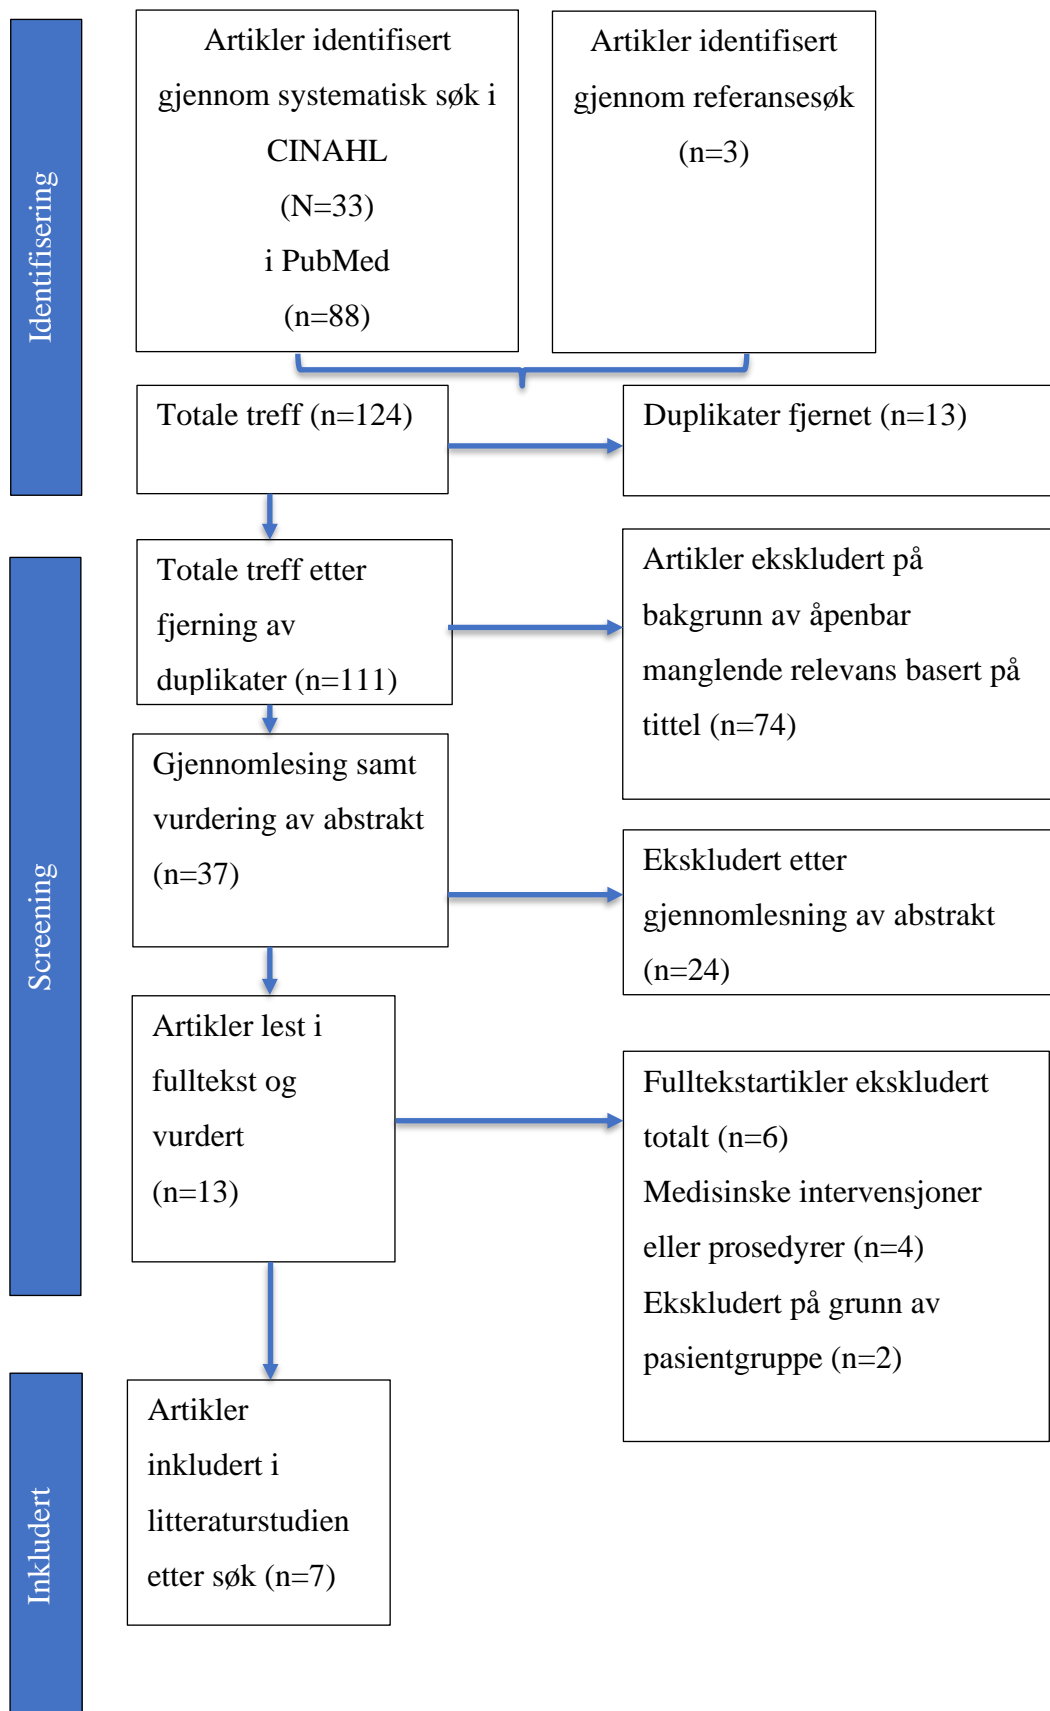 Identifisering
Artikler identifisert
gjennom systematisk søk i
CINAHL
(N=33)
i PubMed
(n=88)
Artikler identifisert
gjennom referansesøk
(n=3)
Totale treff (n=124)
Duplikater fjernet (n=13)
Screening
Totale treff etter
fjerning av
duplikater (n=111)
Artikler ekskludert på
bakgrunn av åpenbar
manglende relevans basert på
tittel (n=74)
Gjennomlesing samt
vurdering av abstrakt
(n=37)
Ekskludert etter
gjennomlesning av abstrakt
(n=24)
Artikler lest i
fulltekst og
vurdert
(n=13)
Fulltekstartikler ekskludert
totalt (n=6)
Medisinske intervensjoner
eller prosedyrer (n=4)
Ekskludert på grunn av
pasientgruppe (n=2)
Inkludert
Artikler
inkludert i
litteraturstudien
etter søk (n=7)